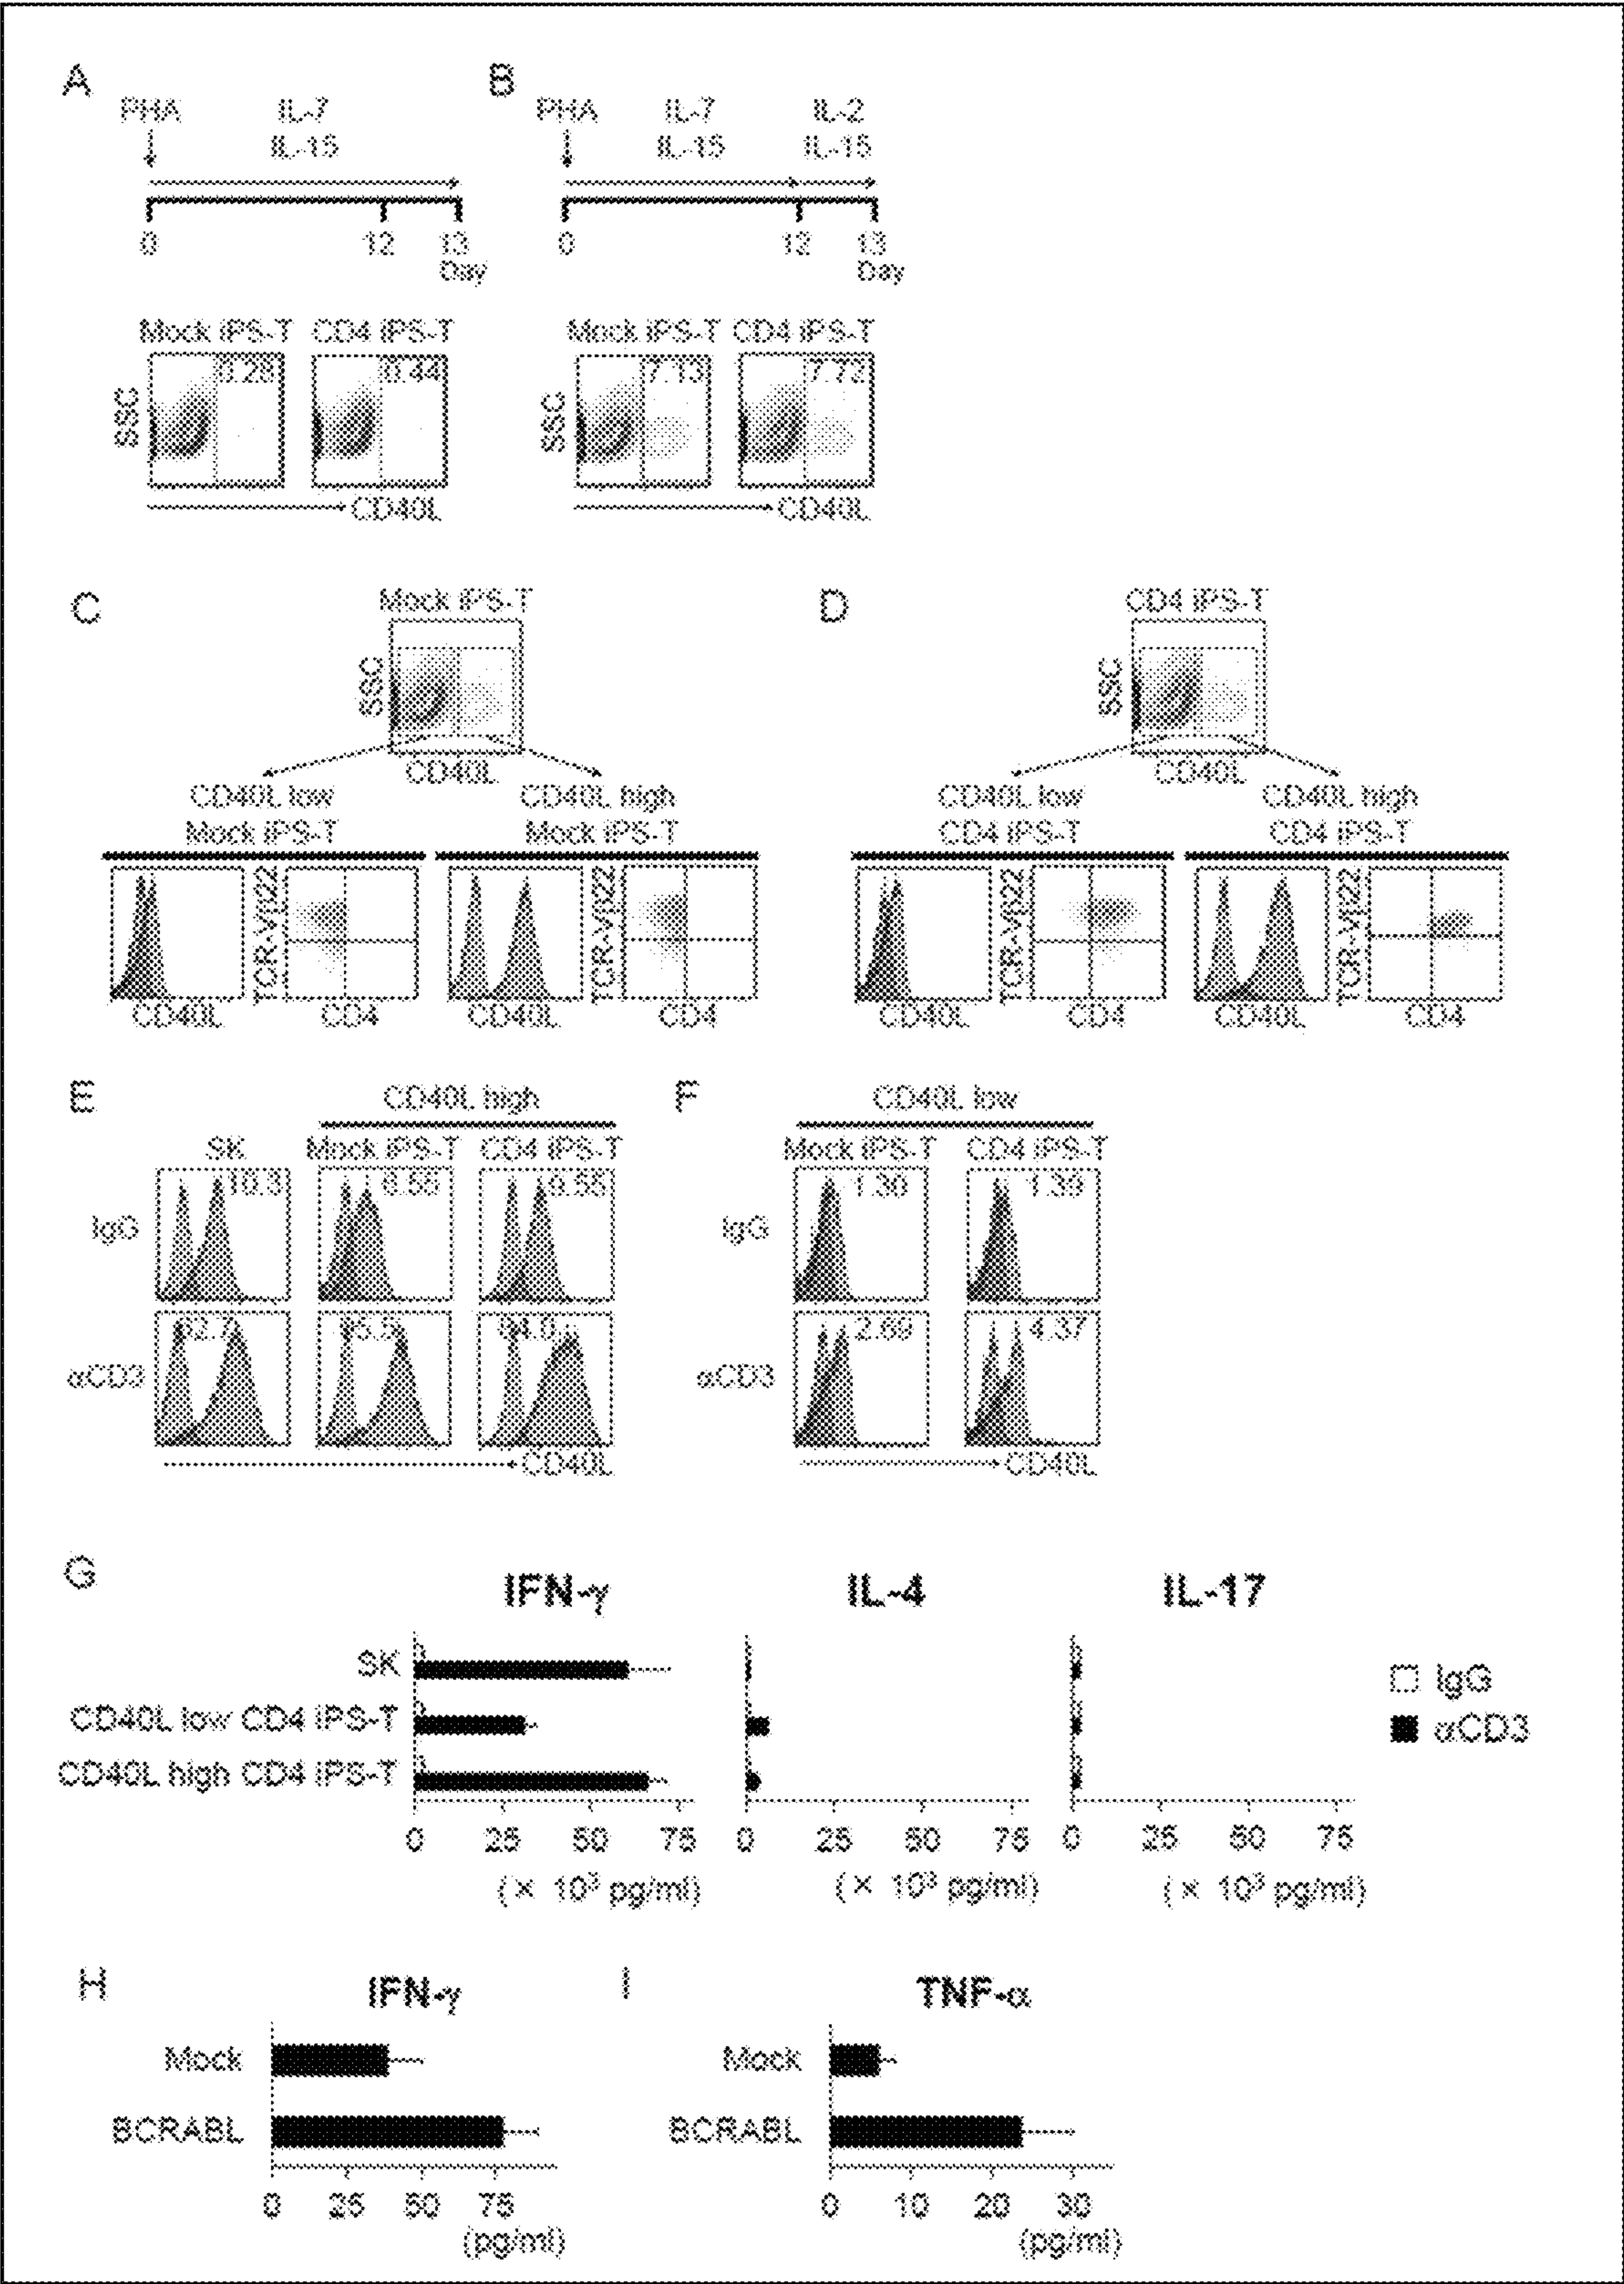 A
PHA
IL-7
IL-15
0
12
13
Day
Mock iPS-T
CD4 iPS-T
SSC
0.28
0.44
CD40L
B
PHA
IL-7
IL-15
IL-2
IL-15
0
12
13
Day
Mock iPS-T
CD4 iPS-T
SSC
7.13
7.72
CD40L
C
Mock iPS-T
SSC
CD40L
CD40L low
Mock iPS-T
CD40L high
Mock iPS-T
CD40L
TCR-Vβ22
CD4
CD40L
TCR-Vβ22
CD4
D
CD4 iPS-T
SSC
CD40L
CD40L low
CD4 iPS-T
CD40L high
CD4 iPS-T
CD40L
TCR-Vβ22
CD4
CD40L
TCR-Vβ22
CD4
E
CD40L high
SK
Mock iPS-T
CD4 iPS-T
IgG
10.3
αCD3
CD40L
F
CD40L low
Mock iPS-T
CD4 iPS-T
IgG
1.30
1.39
αCD3
2.69
4.37
CD40L
G
IFN-γ
IL-4
IL-17
SK
CD40L low CD4 iPS-T
CD40L high CD4 iPS-T
0 25 50 75
(× 10³ pg/ml)
0 25 50 75
(× 10³ pg/ml)
0 25 50 75
(× 10³ pg/ml)
IgG
αCD3
H
IFN-γ
Mock
BCRABL
0 25 50 75
(pg/ml)
I
TNF-α
Mock
BCRABL
0 10 20 30
(pg/ml)